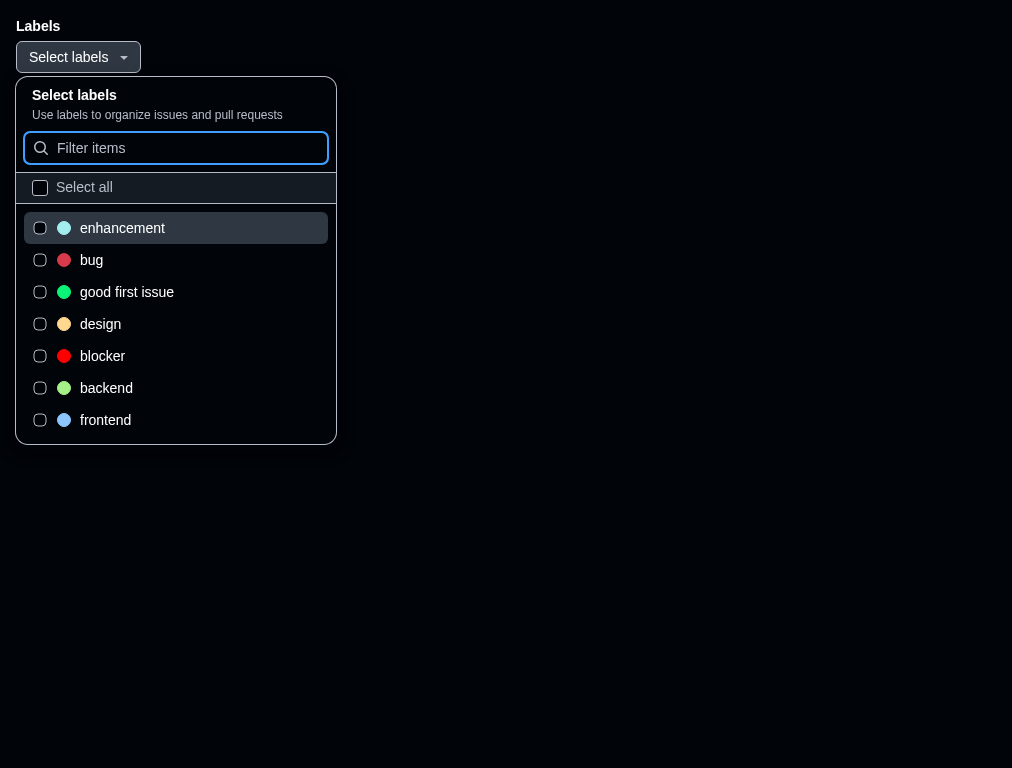 Labels
Select labels
Select labels
Use labels to organize issues and pull requests
Filter items
Select all
enhancement
bug
good first issue
design
blocker
backend
frontend